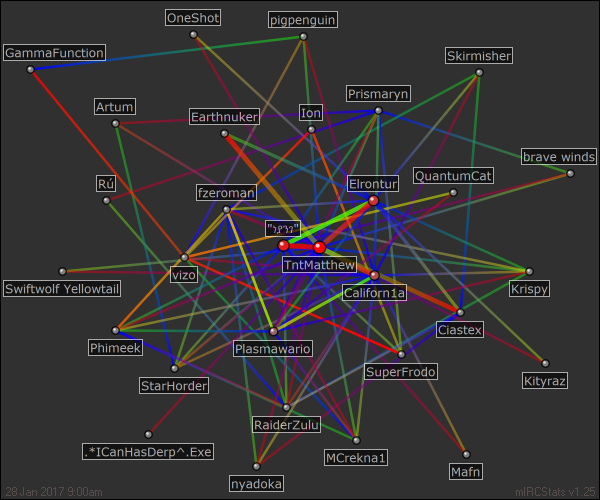 OneShot
pigpenguin
GammaFunction
Skirmisher
Prismaryn
Artum
Earthnuker
Ion
brave winds
QuantumCat
Elrontur
Rú
fzeroman
TntMatthew
vizo
Swiftwolf Yellowtail
Californ1a
Krispy
Ciastex
Phimeek
Plasmawario
StarHorder
SuperFrodo
Kityraz
RaiderZulu
.*ICanHasDerp^.Exe
MCrekna1
nyadoka
Mafn
28 Jan 2017 9:00am
mIRCStats v1.25